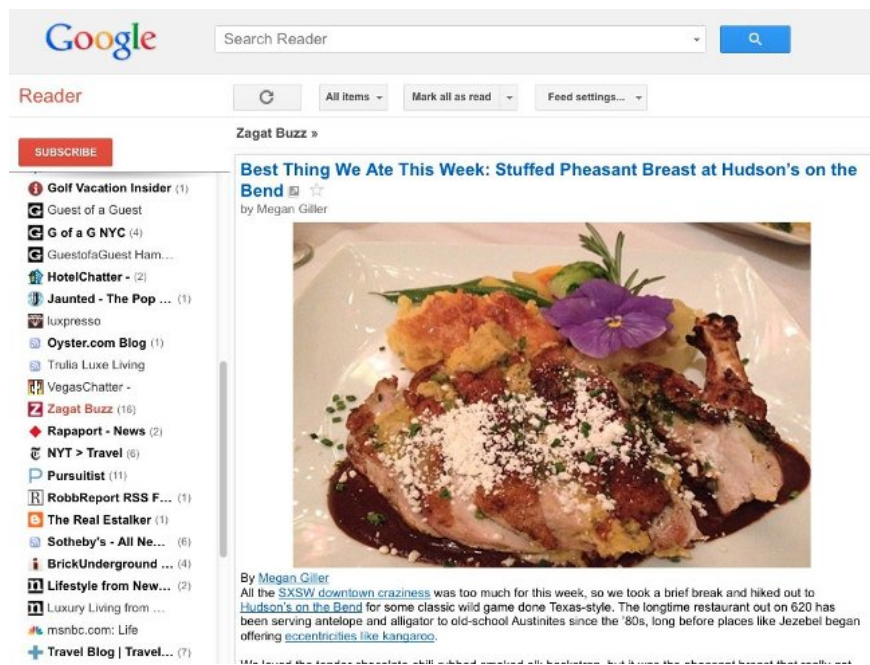 Google
Search Reader
Reader
All items
Mark all as read
Feed settings...
SUBSCRIBE
Golf Vacation Insider (1)
Guest of a Guest
G of a G NYC (4)
GuestofaGuest Ham...
HotelChatter - (2)
Jaunted - The Pop ... (1)
luxpresso
Oyster.com Blog (1)
Trulia Luxe Living
VegasChatter -
Zagat Buzz (16)
Rapaport - News (2)
NYT > Travel (6)
Pursuitist (11)
RobbReport RSS F... (1)
The Real Estalker (1)
Sotheby's - All Ne... (6)
BrickUnderground ... (4)
Lifestyle from New... (2)
Luxury Living from ...
msnbc.com: Life
Travel Blog | Travel... (7)
Zagat Buzz »
Best Thing We Ate This Week: Stuffed Pheasant Breast at Hudson's on the
Bend
by Megan Giller
By Megan Giller
All the SXSW downtown craziness was too much for this week, so we took a brief break and hiked out to
Hudson's on the Bend for some classic wild game done Texas-style. The longtime restaurant out on 620 has
been serving antelope and alligator to old-school Austinites since the '80s, long before places like Jezebel began
offering eccentricities like kangaroo.